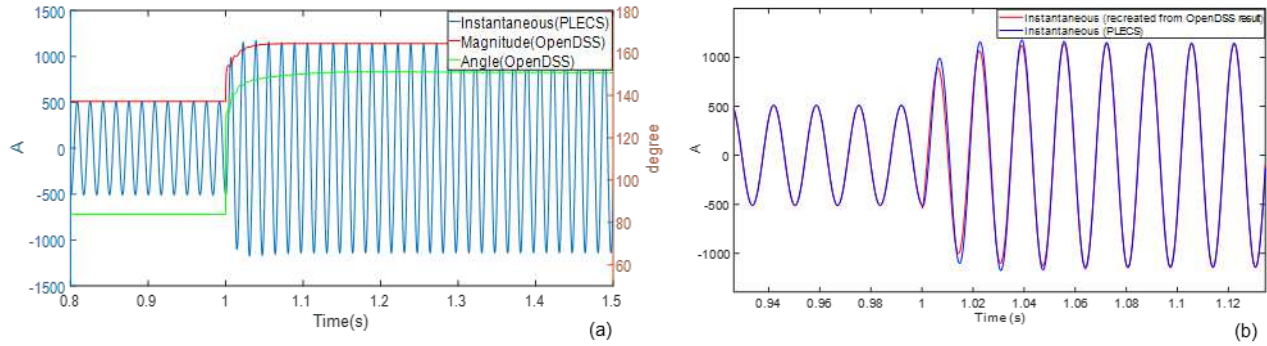 Instantaneous(PLECS)
Magnitude(OpenDSS)
Angle(OpenDSS)
1500
1000
500
0
-500
-1000
-1500
A
180
160
140
120
100
80
60
degree
0.8 0.9 1 1.1 1.2 1.3 1.4 1.5
Time(s)
(a)
Instantaneous (recreated from OpenDSS result)
Instantaneous (PLECS)
1000
500
0
-500
-1000
A
0.94 0.96 0.98 1 1.02 1.04 1.06 1.08 1.1 1.12
Time (s)
(b)